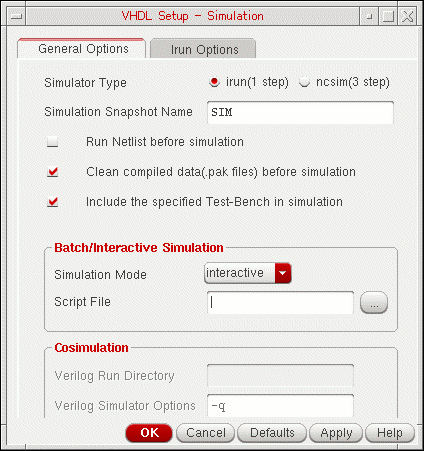 VHDL Setup - Simulation
General Options Irun Options
Simulator Type irun(1 step) ncsim(3 step)
Simulation Snapshot Name SIM
Run Netlist before simulation
Clean compiled data(.pak files) before simulation
Include the specified Test-Bench in simulation
Batch/Interactive Simulation
Simulation Mode interactive
Script File ...
Cosimulation
Verilog Run Directory
Verilog Simulator Options -q
OK Cancel Defaults Apply Help